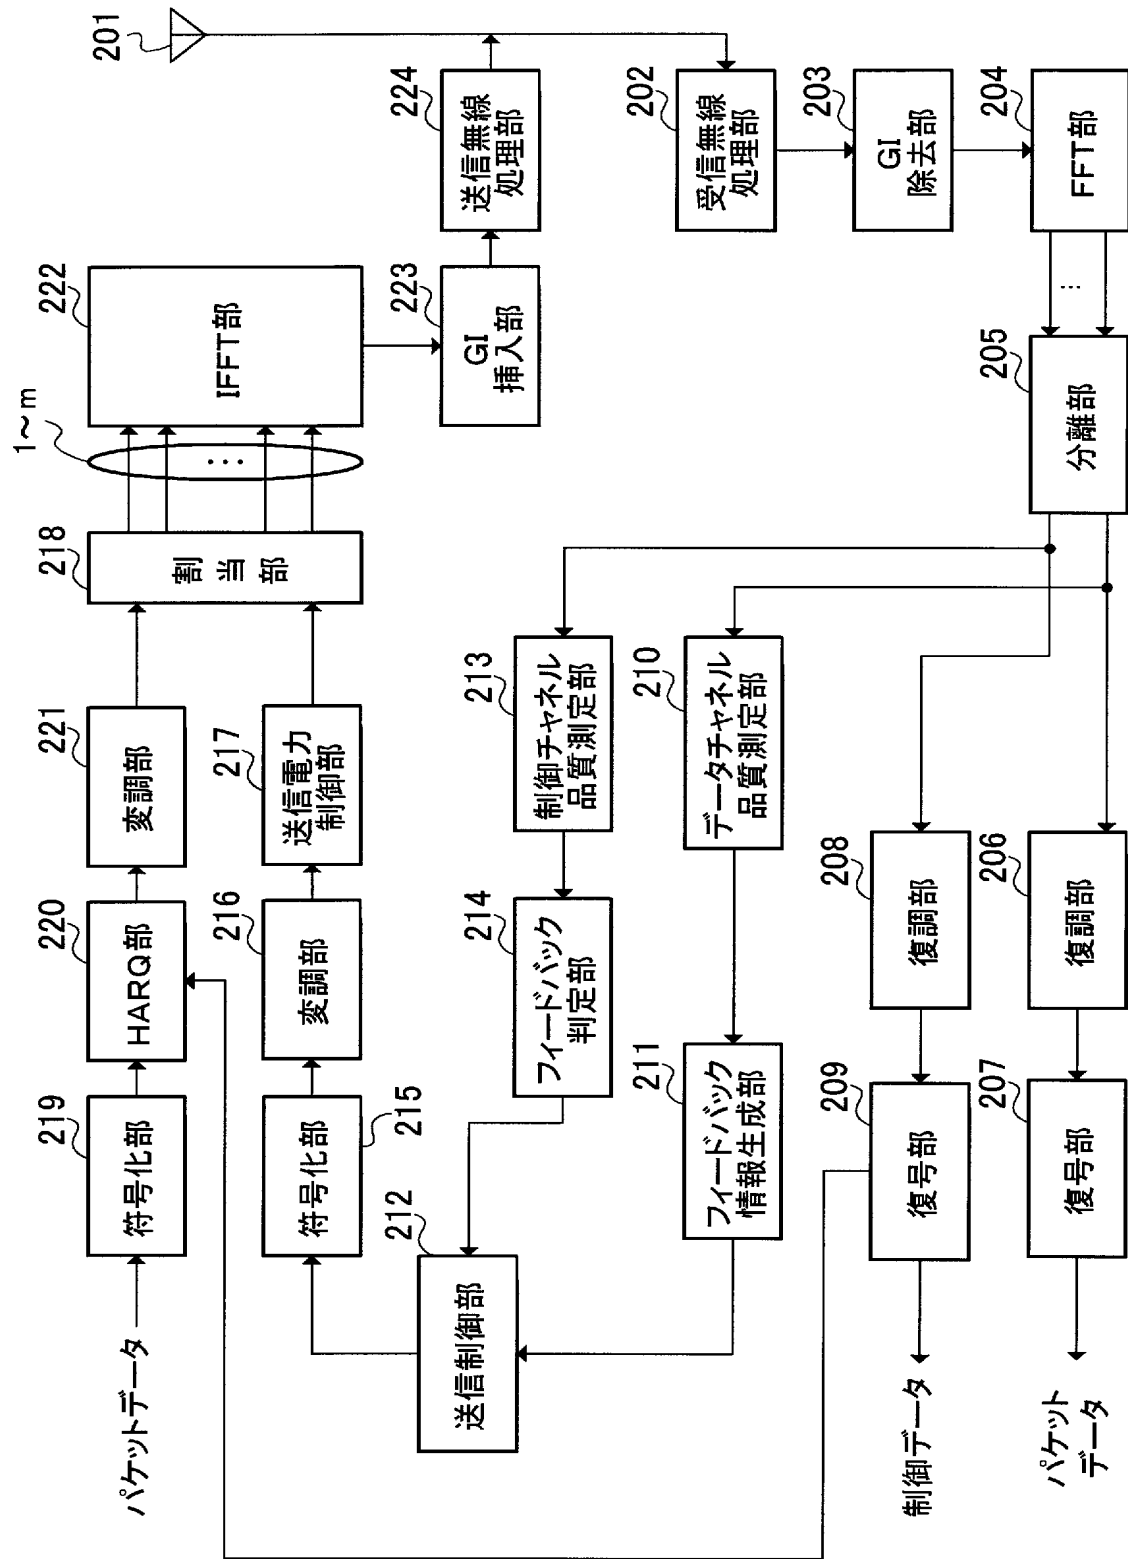 パケットデータ
219
符号化部
220
HARQ部
221
変調部
218
割当部
1～m
222
IFFT部
201
215
符号化部
216
変調部
217
送信電力
制御部
223
GI
挿入部
224
送信無線
処理部
212
送信制御部
214
フィードバック
判定部
213
制御チャネル
品質測定部
211
フィードバック
情報生成部
210
データチャネル
品質測定部
202
受信無線
処理部
203
GI
除去部
204
FFT部
205
分離部
制御データ
209
復号部
208
復調部
パケット
データ
207
復号部
206
復調部